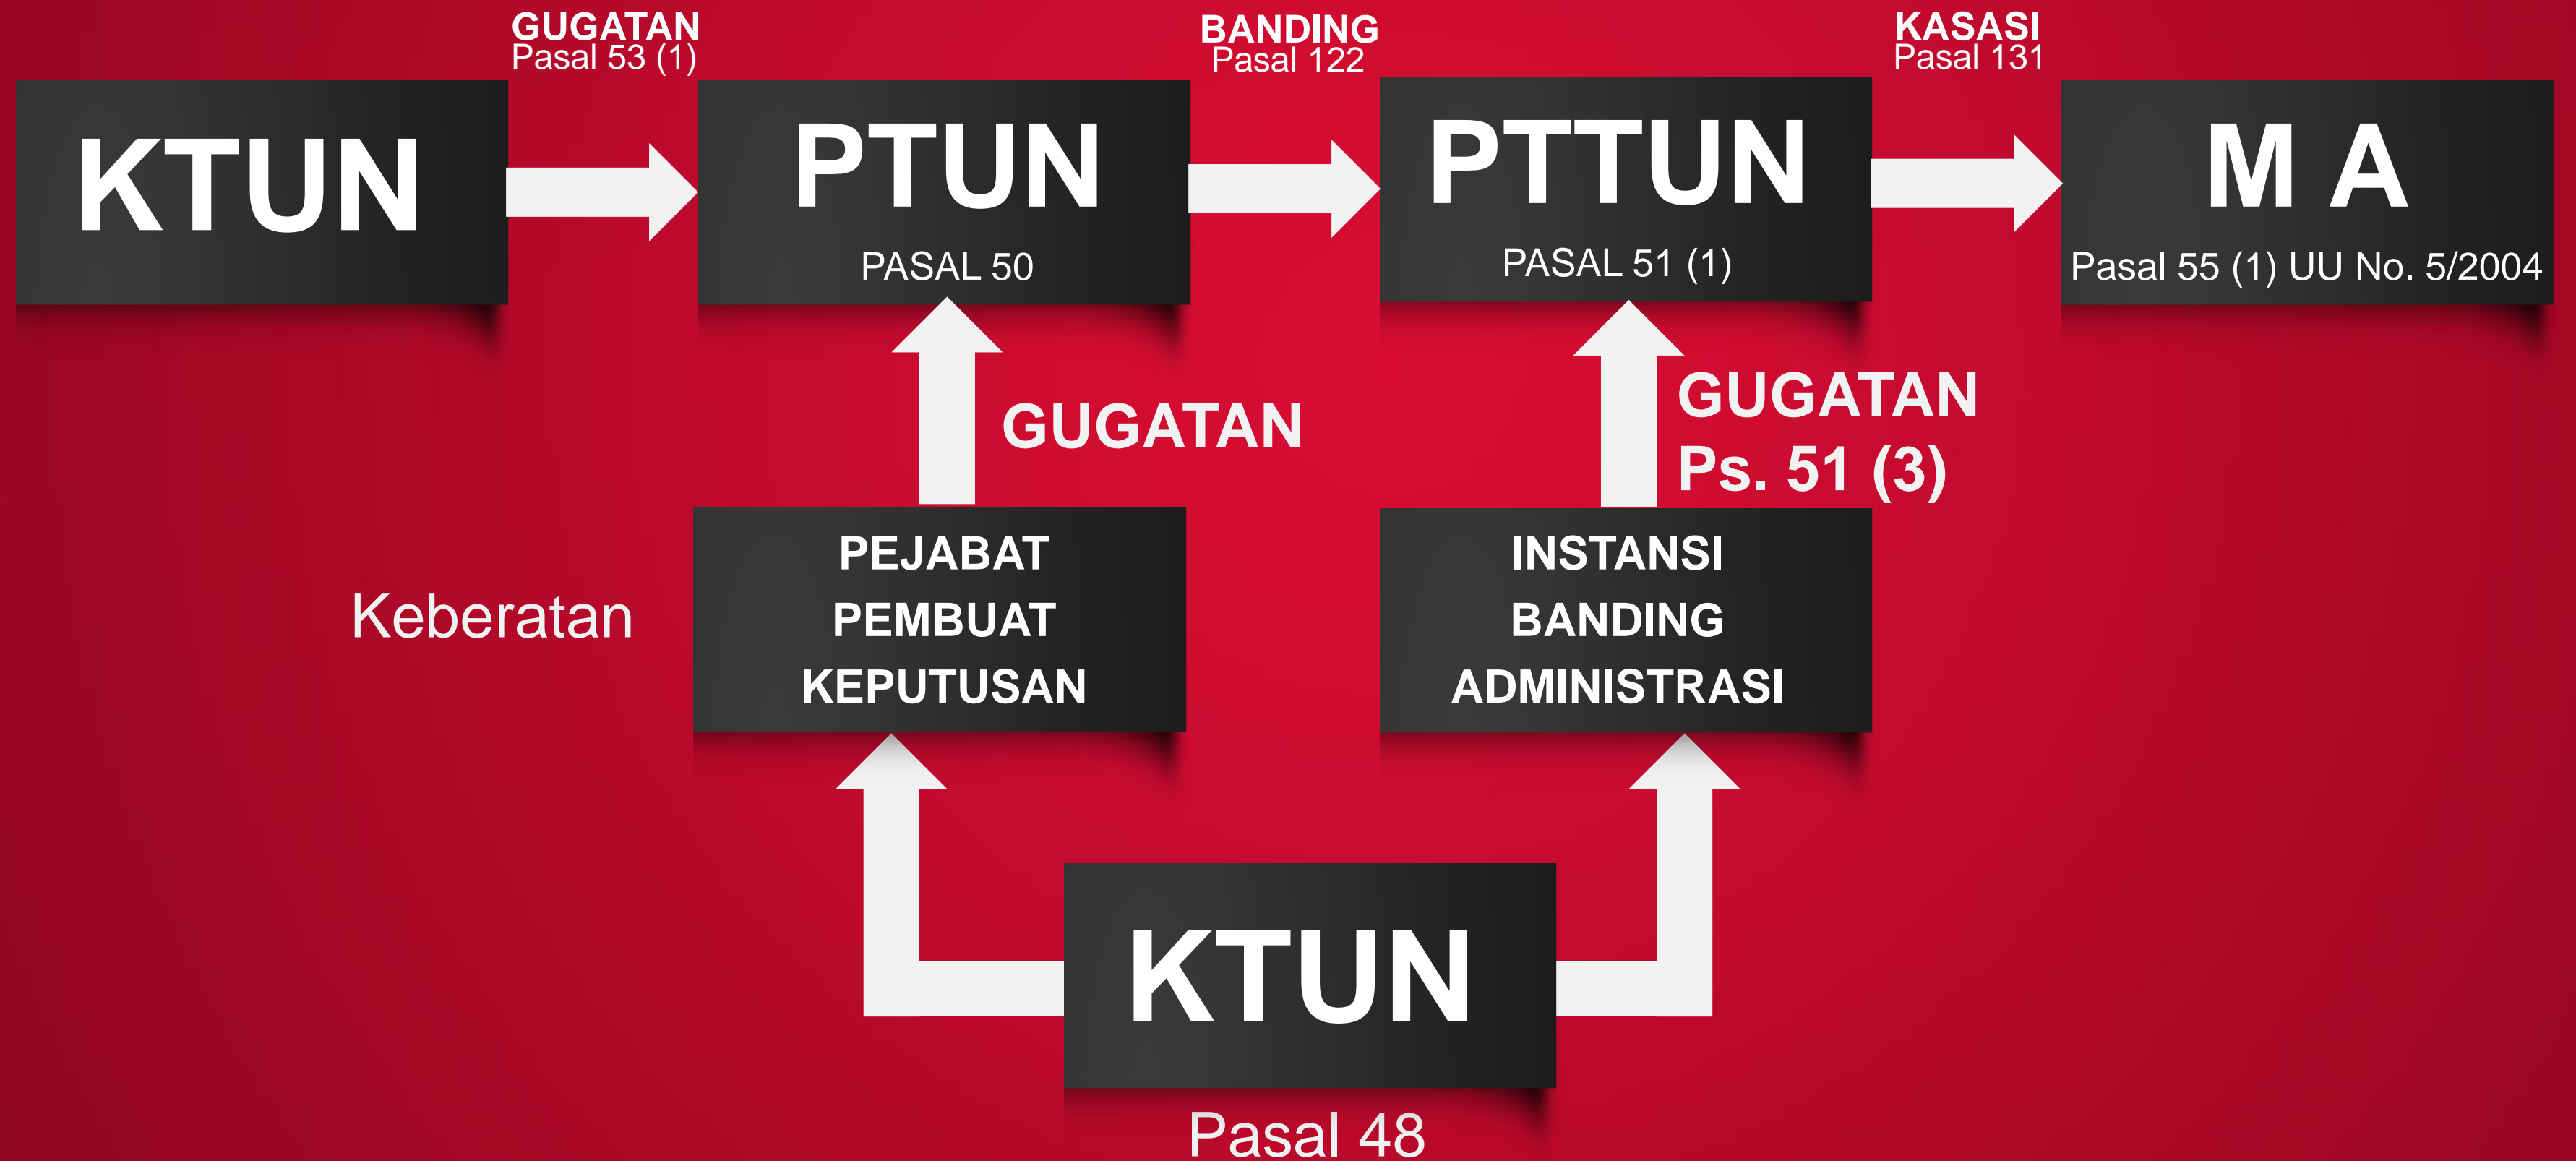 GUGATAN
Pasal 53 (1)
BANDING
Pasal 122
KASASI
Pasal 131
KTUN
PTUN
PASAL 50
PTTUN
PASAL 51 (1)
M A
Pasal 55 (1) UU No. 5/2004
GUGATAN
GUGATAN
Ps. 51 (3)
Keberatan
PEJABAT
PEMBUAT
KEPUTUSAN
INSTANSI
BANDING
ADMINISTRASI
KTUN
Pasal 48